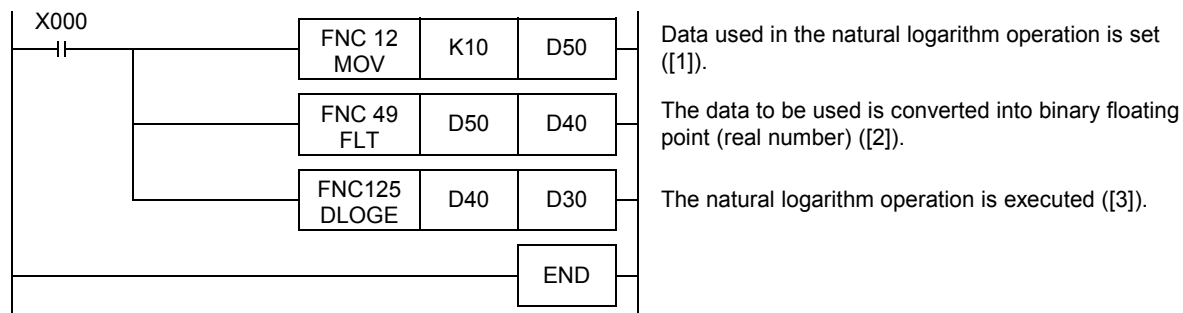 X000
FNC 12
MOV
K10
D50
Data used in the natural logarithm operation is set
([1]).
FNC 49
FLT
D50
D40
The data to be used is converted into binary floating
point (real number) ([2]).
FNC125
DLOGE
D40
D30
The natural logarithm operation is executed ([3]).
END